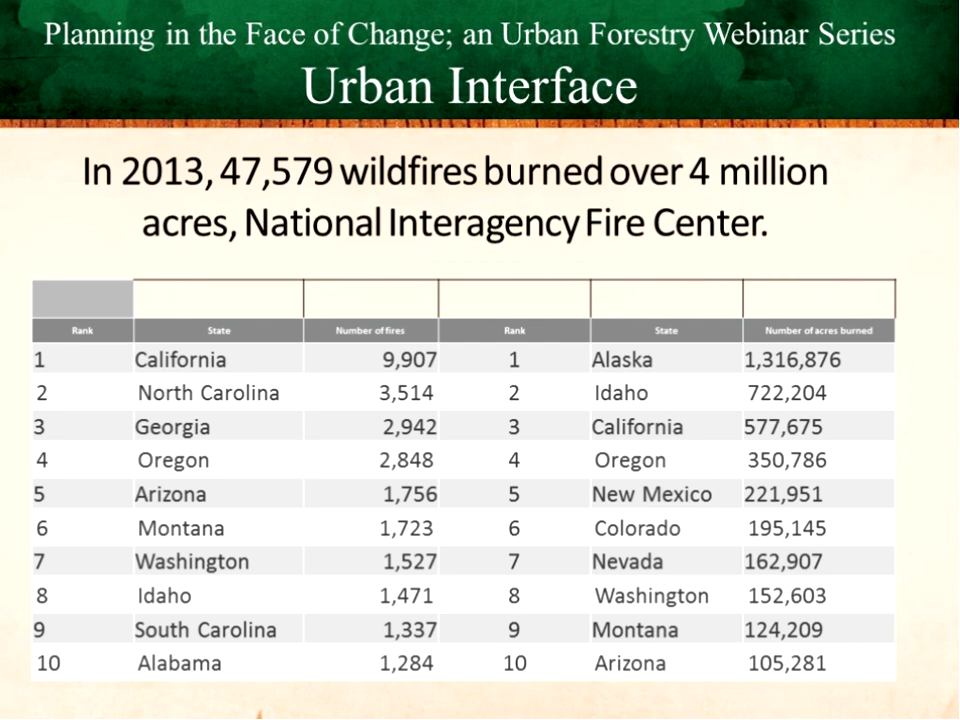 Planning in the Face of Change; an Urban Forestry Webinar Series
Urban Interface
In 2013, 47,579 wildfires burned over 4 million
acres, National Interagency Fire Center.
Rank State Number of fires Rank State Number of acres burned
1 California 9,907 1 Alaska 1,316,876
2 North Carolina 3,514 2 Idaho 722,204
3 Georgia 2,942 3 California 577,675
4 Oregon 2,848 4 Oregon 350,786
5 Arizona 1,756 5 New Mexico 221,951
6 Montana 1,723 6 Colorado 195,145
7 Washington 1,527 7 Nevada 162,907
8 Idaho 1,471 8 Washington 152,603
9 South Carolina 1,337 9 Montana 124,209
10 Alabama 1,284 10 Arizona 105,281